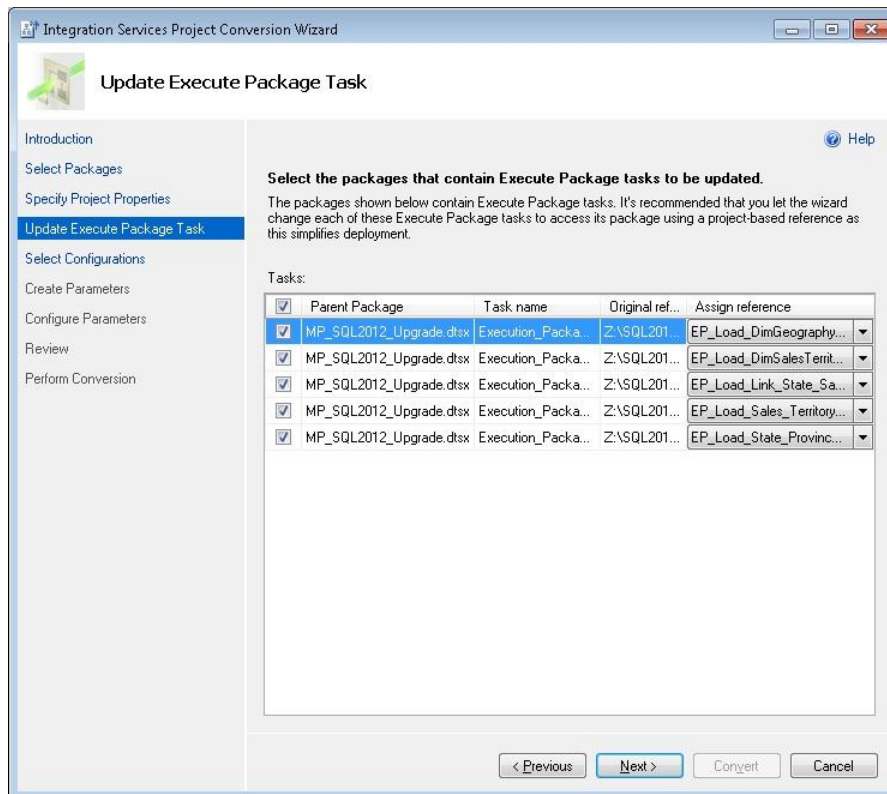 Integration Services Project Conversion Wizard
Update Execute Package Task
Introduction
Select Packages
Specify Project Properties
Update Execute Package Task
Select Configurations
Create Parameters
Configure Parameters
Review
Perform Conversion
Help
Select the packages that contain Execute Package tasks to be updated.
The packages shown below contain Execute Package tasks. It's recommended that you let the wizard
change each of these Execute Package tasks to access its package using a project-based reference as
this simplifies deployment.
Tasks:
Parent Package Task name Original ref... Assign reference
MP_SQL2012_Upgrade.dtsx Execution_Packa... Z:\SQL201... EP_Load_DimGeography...
MP_SQL2012_Upgrade.dtsx Execution_Packa... Z:\SQL201... EP_Load_DimSalesTerrit...
MP_SQL2012_Upgrade.dtsx Execution_Packa... Z:\SQL201... EP_Load_Link_State_Sa...
MP_SQL2012_Upgrade.dtsx Execution_Packa... Z:\SQL201... EP_Load_Sales_Territory...
MP_SQL2012_Upgrade.dtsx Execution_Packa... Z:\SQL201... EP_Load_State_Provinc...
< Previous Next > Convert Cancel